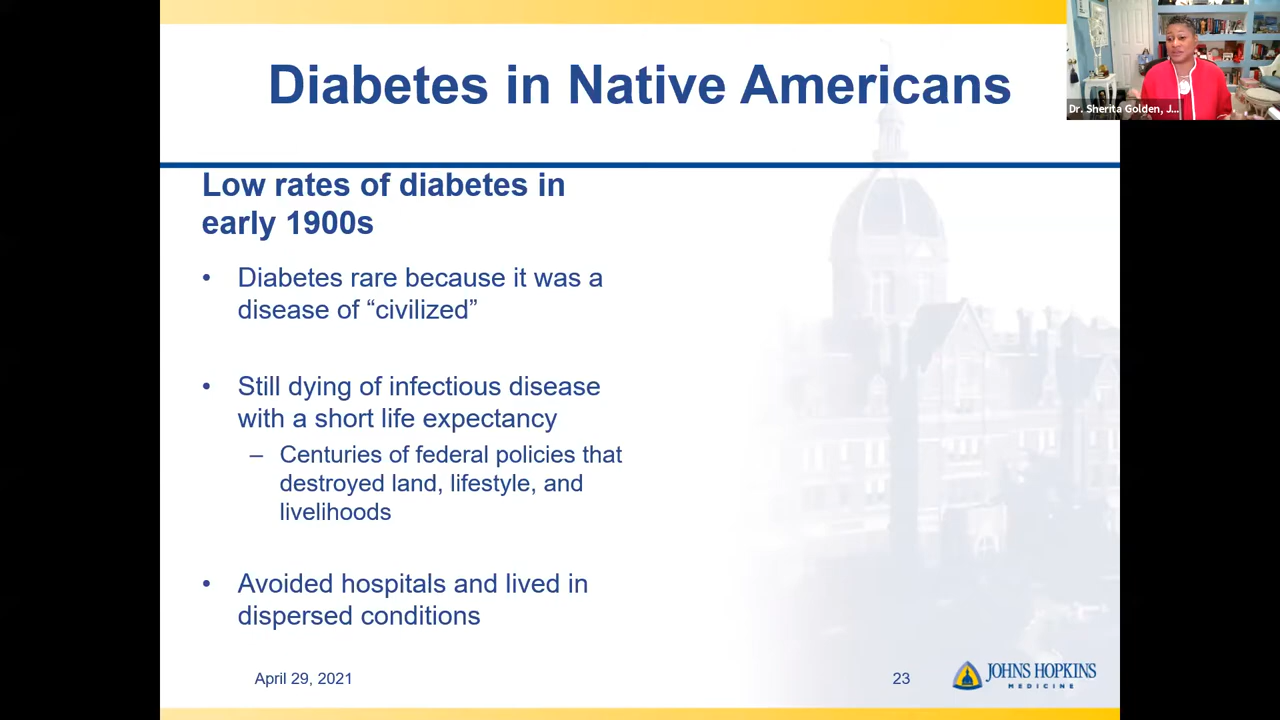 Diabetes in Native Americans
Dr. Sherita Golden, J...
Low rates of diabetes in
early 1900s
• Diabetes rare because it was a
disease of “civilized”
• Still dying of infectious disease
with a short life expectancy
– Centuries of federal policies that
destroyed land, lifestyle, and
livelihoods
• Avoided hospitals and lived in
dispersed conditions
April 29, 2021
23
JOHNS HOPKINS
MEDICINE